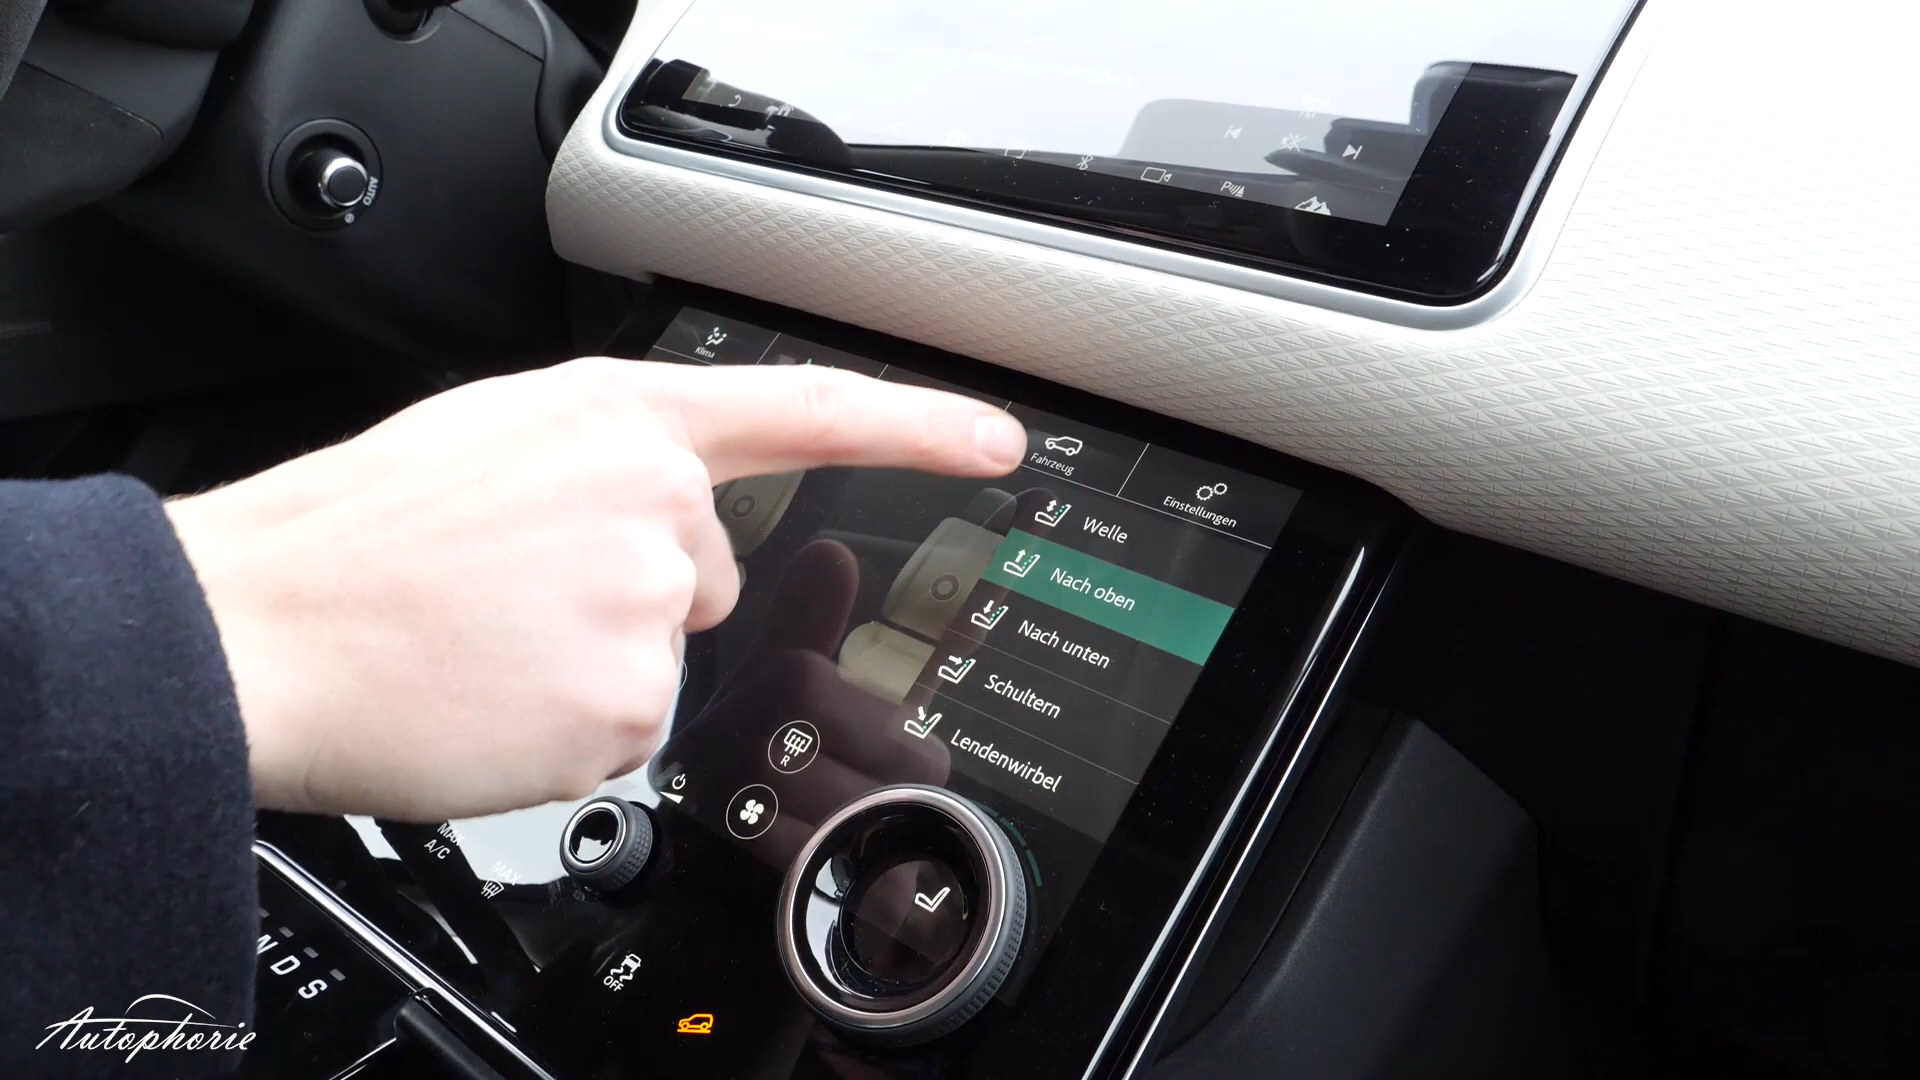 AUTO
P
Klima
Fahrzeug
Einstellungen
Welle
Nach oben
Nach unten
Schultern
Lendenwirbel
R
MAX
A/C
MAX
OFF
N D S
Autophorie